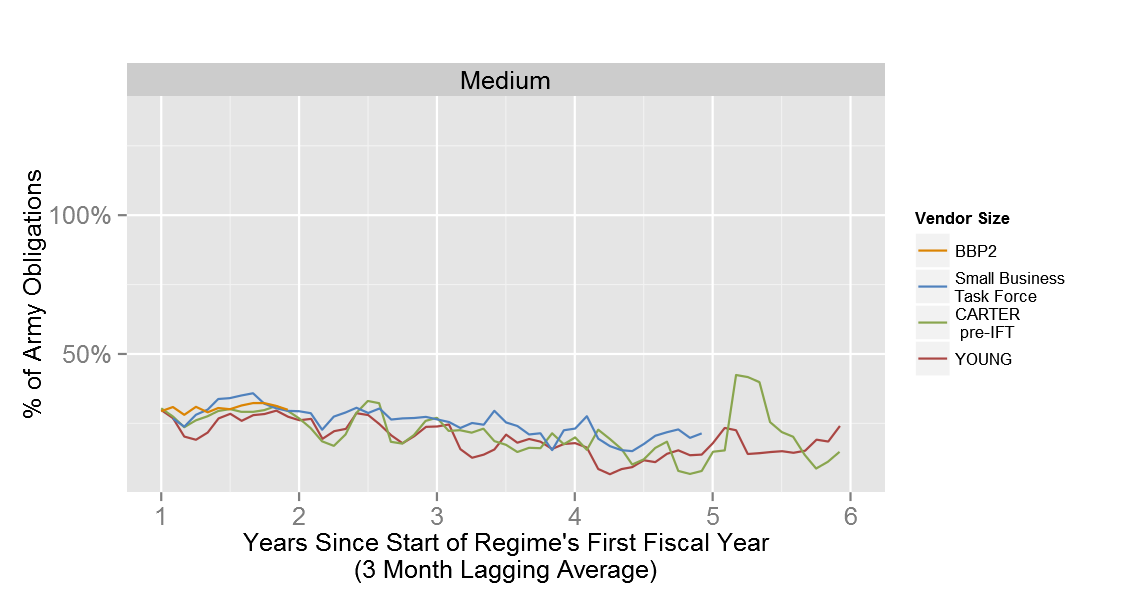 Medium
% of Army Obligations
100%
50%
1 2 3 4 5 6
Years Since Start of Regime's First Fiscal Year
(3 Month Lagging Average)
Vendor Size
BBP2
Small Business
Task Force
CARTER
pre-IFT
YOUNG